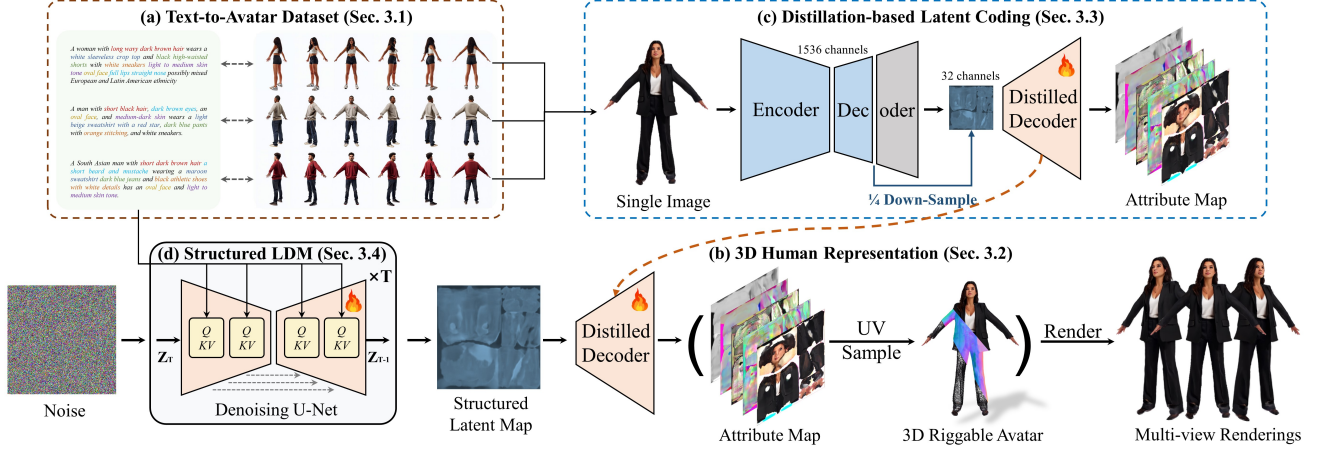 (a) Text-to-Avatar Dataset (Sec. 3.1)
A woman with long wavy dark brown hair wears a
white sleeveless crop top and black high-waisted
shorts with white sneakers light to medium skin
tone oval face full lips straight nose possibly mixed
European and Latin American ethnicity
A man with short black hair, dark brown eyes, an
oval face, and medium-dark skin wears a light
beige sweatshirt with a red star, dark blue pants
with orange stitching, and white sneakers.
A South Asian man with short dark brown hair a
short beard and mustache wearing a maroon
sweatshirt dark blue jeans and black athletic shoes
with white details has an oval face and light to
medium skin tone.
(c) Distillation-based Latent Coding (Sec. 3.3)
1536 channels
32 channels
Encoder
Dec
oder
Distilled
Decoder
Single Image
¼ Down-Sample
Attribute Map
(d) Structured LDM (Sec. 3.4)
×T
Q
KV
Q
KV
Q
KV
Q
KV
ZT
ZT-1
Noise
Denoising U-Net
Structured
Latent Map
(b) 3D Human Representation (Sec. 3.2)
Distilled
Decoder
(
UV
Sample
)
Render
Attribute Map
3D Riggable Avatar
Multi-view Renderings